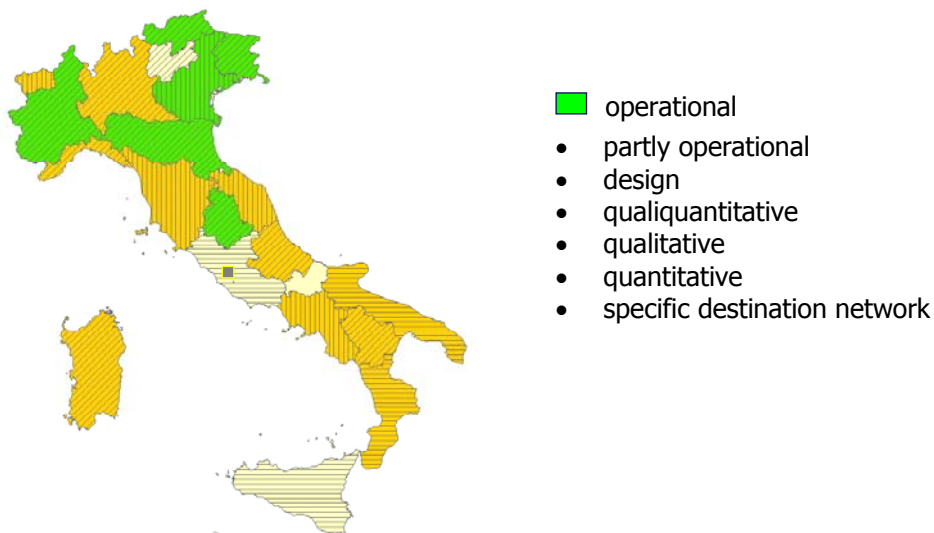 operational
• partly operational
• design
• qualiquantitative
• qualitative
• quantitative
• specific destination network